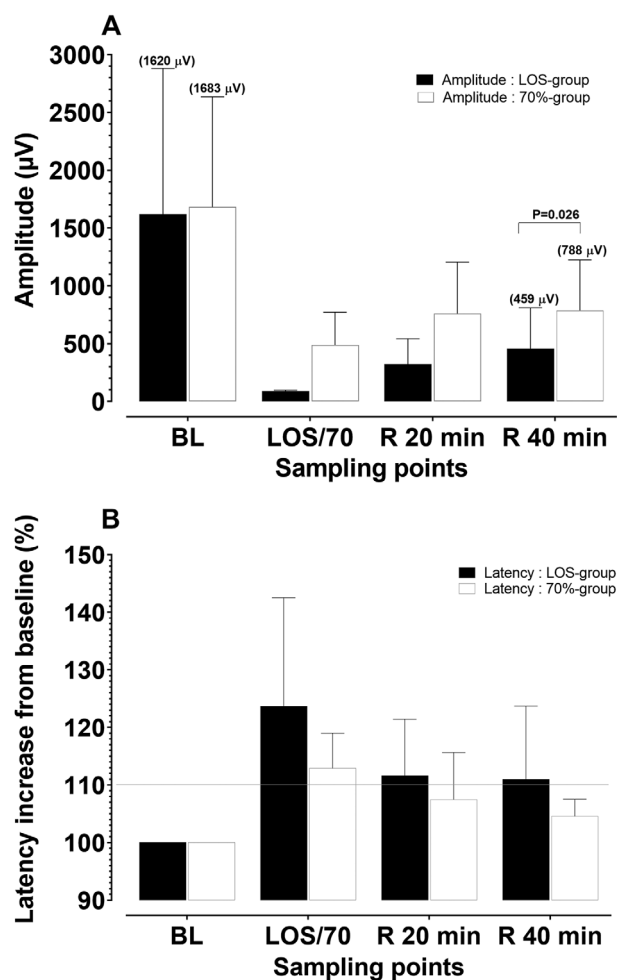 A
Amplitude (µV)
3000
2500
2000
1500
1000
500
0
(1620 µV)
(1683 µV)
Amplitude : LOS-group
Amplitude : 70%-group
P=0.026
(788 µV)
(459 µV)
BL LOS/70 R 20 min R 40 min
Sampling points
B
Latency increase from baseline (%)
150
140
130
120
110
100
90
Latency : LOS-group
Latency : 70%-group
BL LOS/70 R 20 min R 40 min
Sampling points